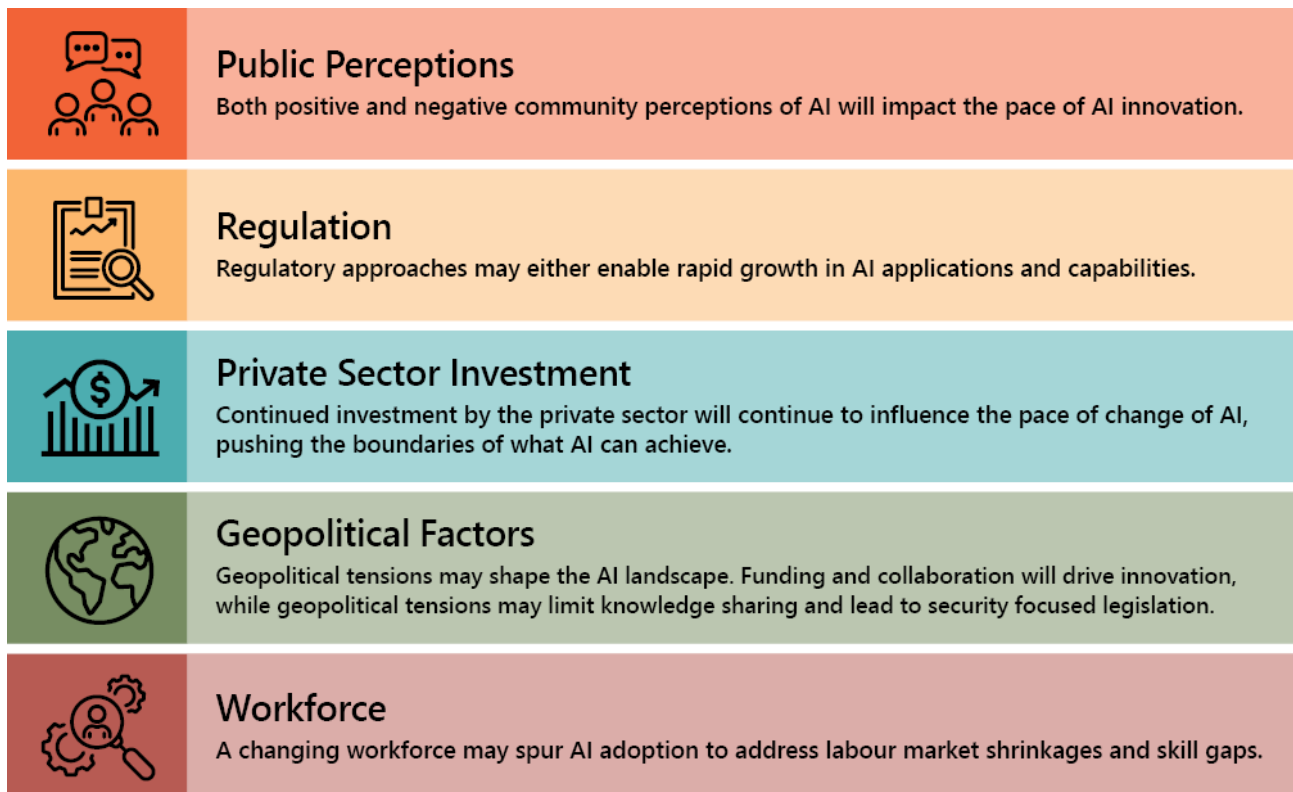 Public Perceptions
Both positive and negative community perceptions of AI will impact the pace of AI innovation.
Regulation
Regulatory approaches may either enable rapid growth in AI applications and capabilities.
Private Sector Investment
Continued investment by the private sector will continue to influence the pace of change of AI,
pushing the boundaries of what AI can achieve.
Geopolitical Factors
Geopolitical tensions may shape the AI landscape. Funding and collaboration will drive innovation,
while geopolitical tensions may limit knowledge sharing and lead to security focused legislation.
Workforce
A changing workforce may spur AI adoption to address labour market shrinkages and skill gaps.